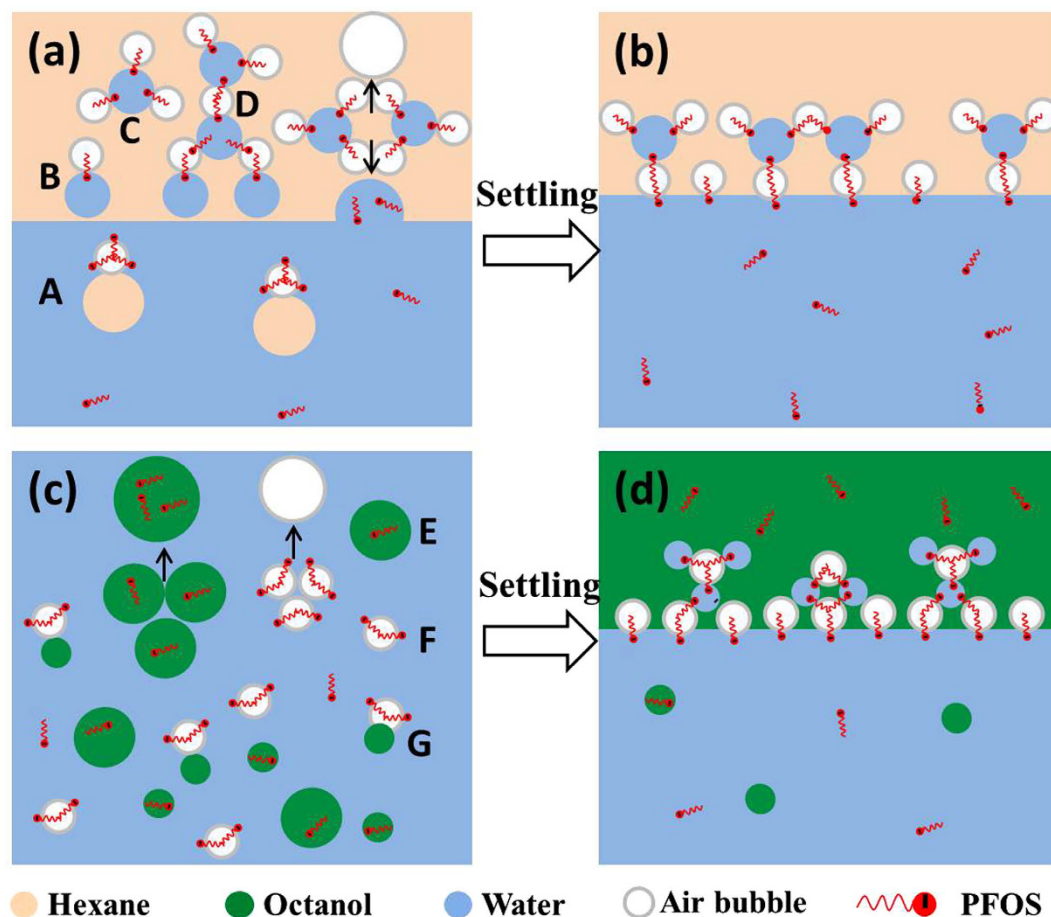 (a)
(b)
C
D
B
A
Settling
(c)
(d)
E
F
G
Settling
Hexane Octanol Water Air bubble PFOS